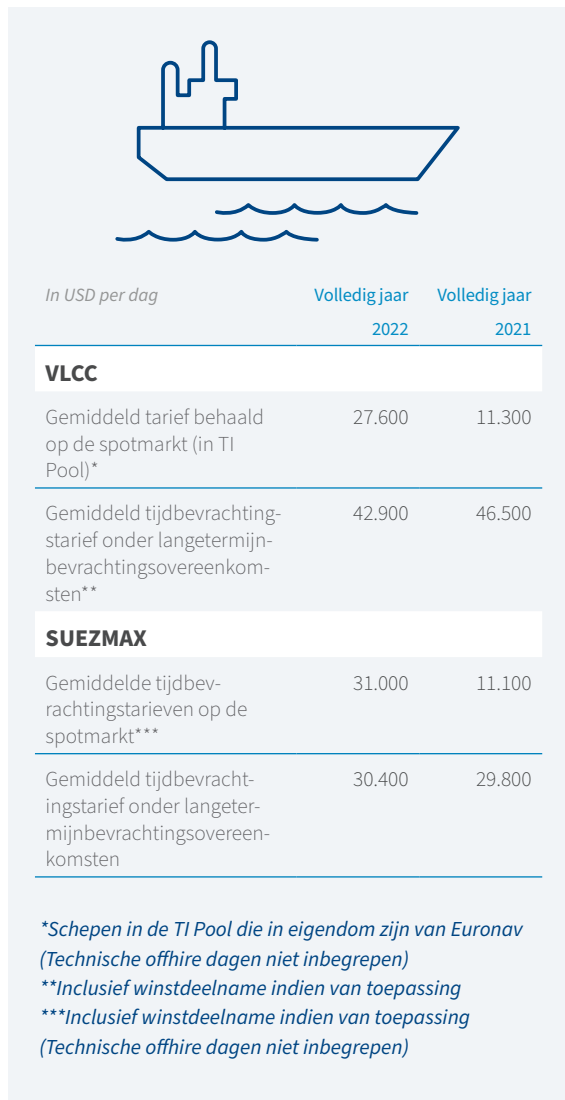 In USD per dag Volledig jaar Volledig jaar
2022 2021
VLCC
Gemiddeld tarief behaald 27.600 11.300
op de spotmarkt (in TI
Pool)*
Gemiddeld tijdbevrachting- 42.900 46.500
starief onder langetermijn-
bevrachtingsovereenkom-
sten**
SUEZMAX
Gemiddelde tijdbev- 31.000 11.100
rachtingstarieven op de
spotmarkt***
Gemiddeld tijdbevracht- 30.400 29.800
ingstarief onder langeter-
mijnbevrachtingsovereen-
komsten
*Schepen in de TI Pool die in eigendom zijn van Euronav
(Technische offhire dagen niet inbegrepen)
**Inclusief winstdeelname indien van toepassing
***Inclusief winstdeelname indien van toepassing
(Technische offhire dagen niet inbegrepen)